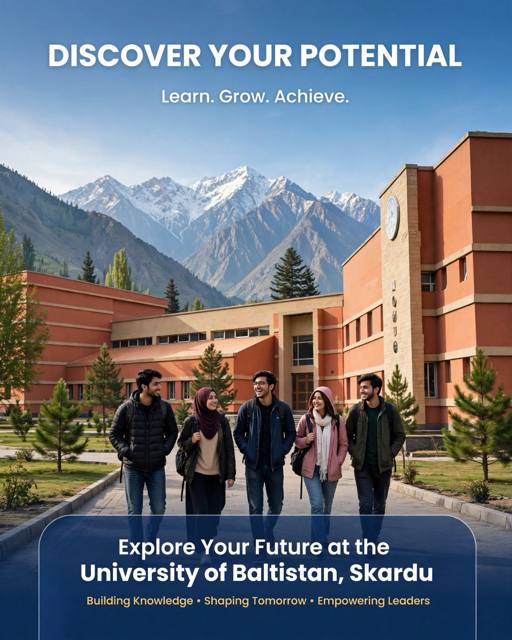 DISCOVER YOUR POTENTIAL
Learn. Grow. Achieve.
Explore Your Future at the
University of Baltistan, Skardu
Building Knowledge • Shaping Tomorrow • Empowering Leaders